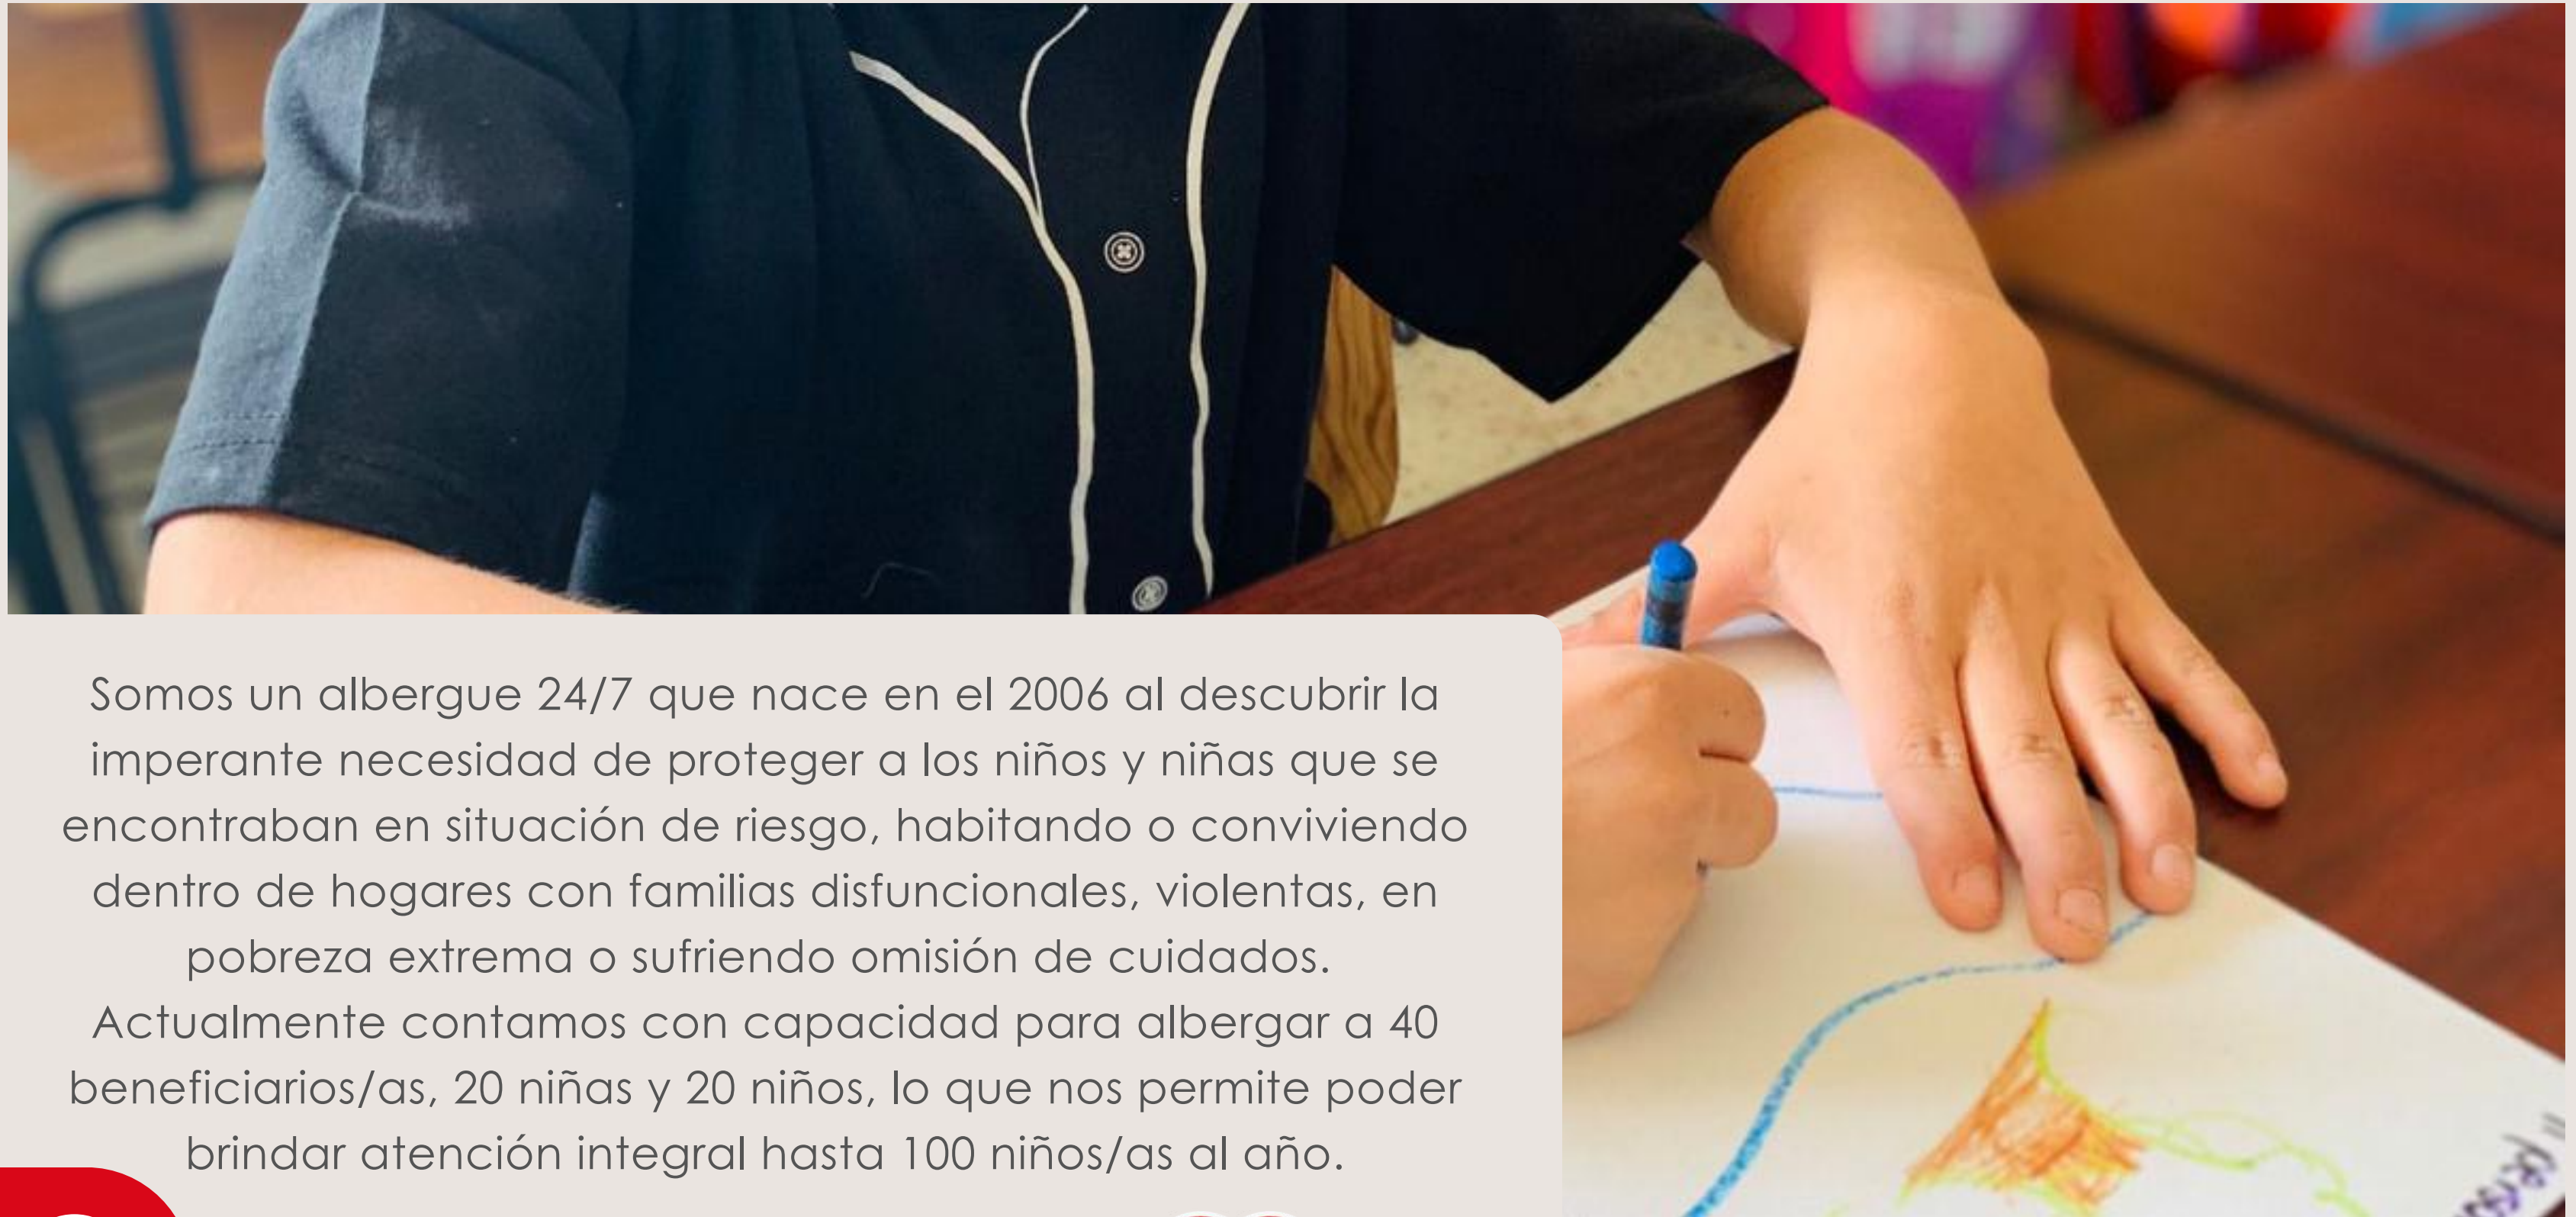 Somos un albergue 24/7 que nace en el 2006 al descubrir la
imperante necesidad de proteger a los niños y niñas que se
encontraban en situación de riesgo, habitando o conviviendo
dentro de hogares con familias disfuncionales, violentas, en
pobreza extrema o sufriendo omisión de cuidados.
Actualmente contamos con capacidad para albergar a 40
beneficiarios/as, 20 niñas y 20 niños, lo que nos permite poder
brindar atención integral hasta 100 niños/as al año.